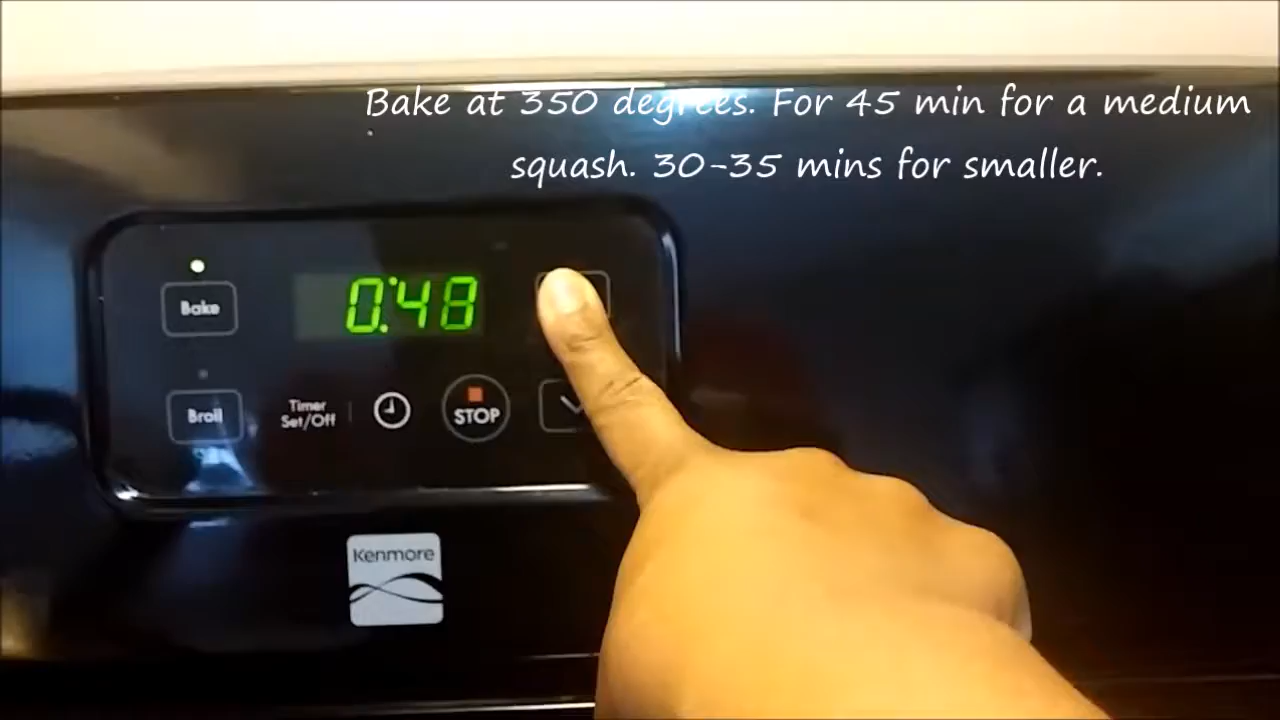 Bake at 350 degrees. For 45 min for a medium
squash. 30-35 mins for smaller.
Bake
0:48
Broil
Timer
Set/Off
STOP
Kenmore